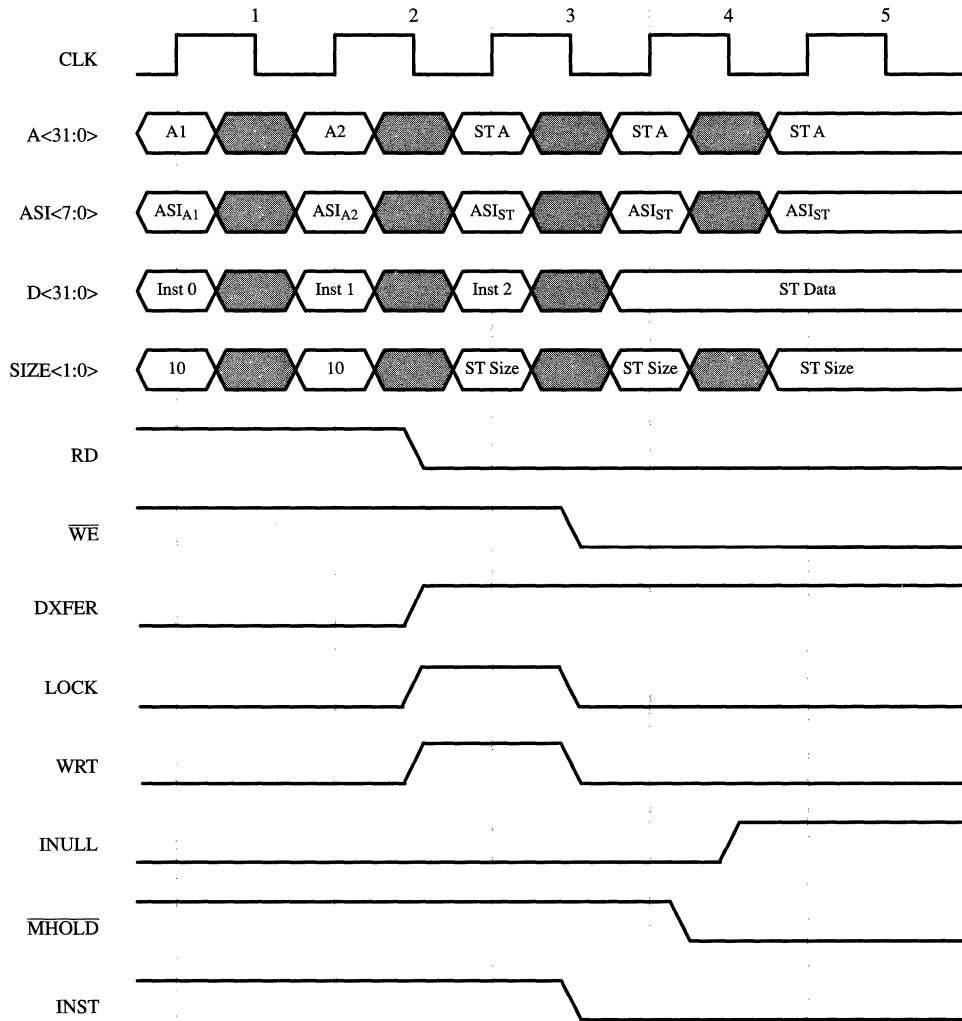 1 2 3 4 5
CLK
A<31:0> A1 A2 ST A ST A ST A
ASI<7:0> ASIA1 ASIA2 ASIST ASIST ASIST
D<31:0> Inst 0 Inst 1 Inst 2 ST Data
SIZE<1:0> 10 10 ST Size ST Size ST Size
RD
WE
DXFER
LOCK
WRT
INULL
MHOLD
INST